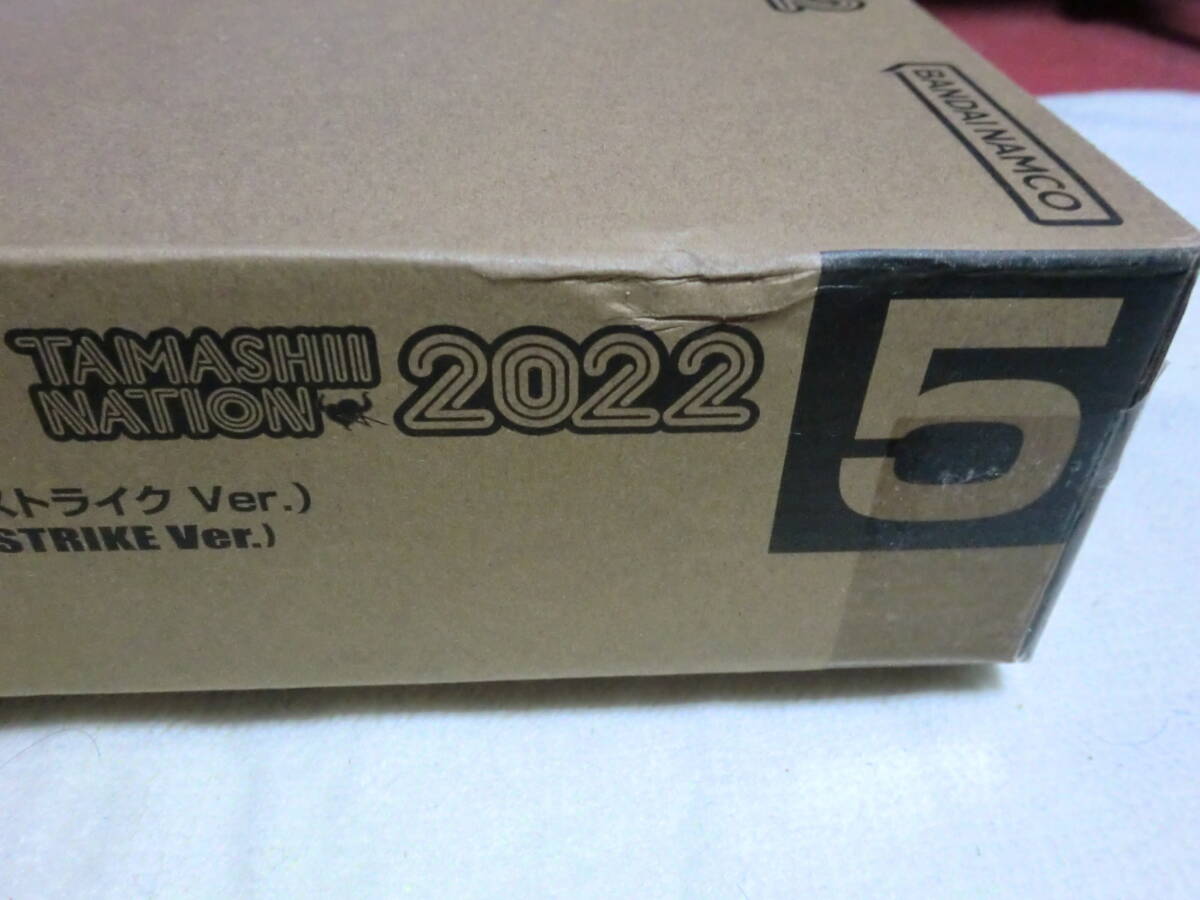 BANDAI NAMCO
TAMASHII
NATION 2022
5
ストライク Ver.)
STRIKE Ver.)